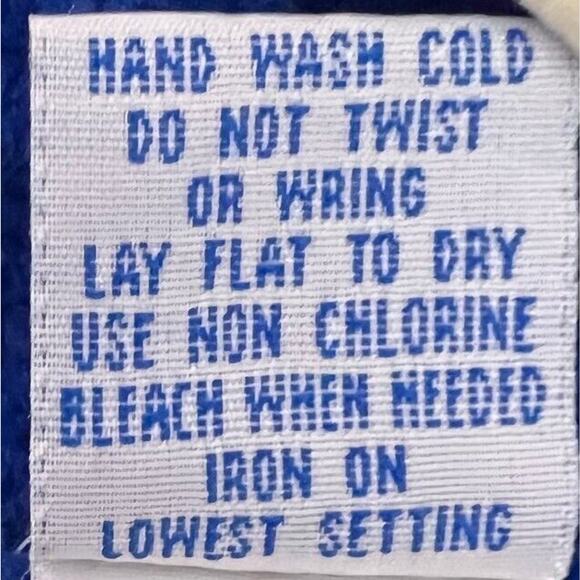 HAND WASH COLD
DO NOT TWIST
OR WRING
LAY FLAT TO DRY
USE NON CHLORINE
BLEACH WHEN NEEDED
IRON ON
LOWEST SETTING